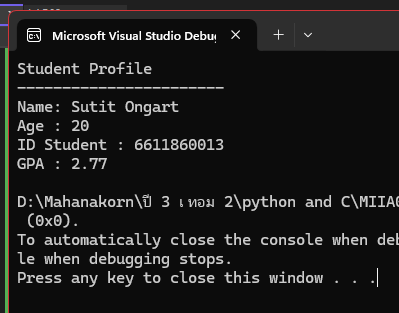 Microsoft Visual Studio Debug
Student Profile
-----------------------
Name: Sutit Ongart
Age : 20
ID Student : 6611860013
GPA : 2.77
D:\Mahanakorn\ปี 3 เทอม 2\python and C\MIIA0
(0x0).
To automatically close the console when deb
le when debugging stops.
Press any key to close this window . . .